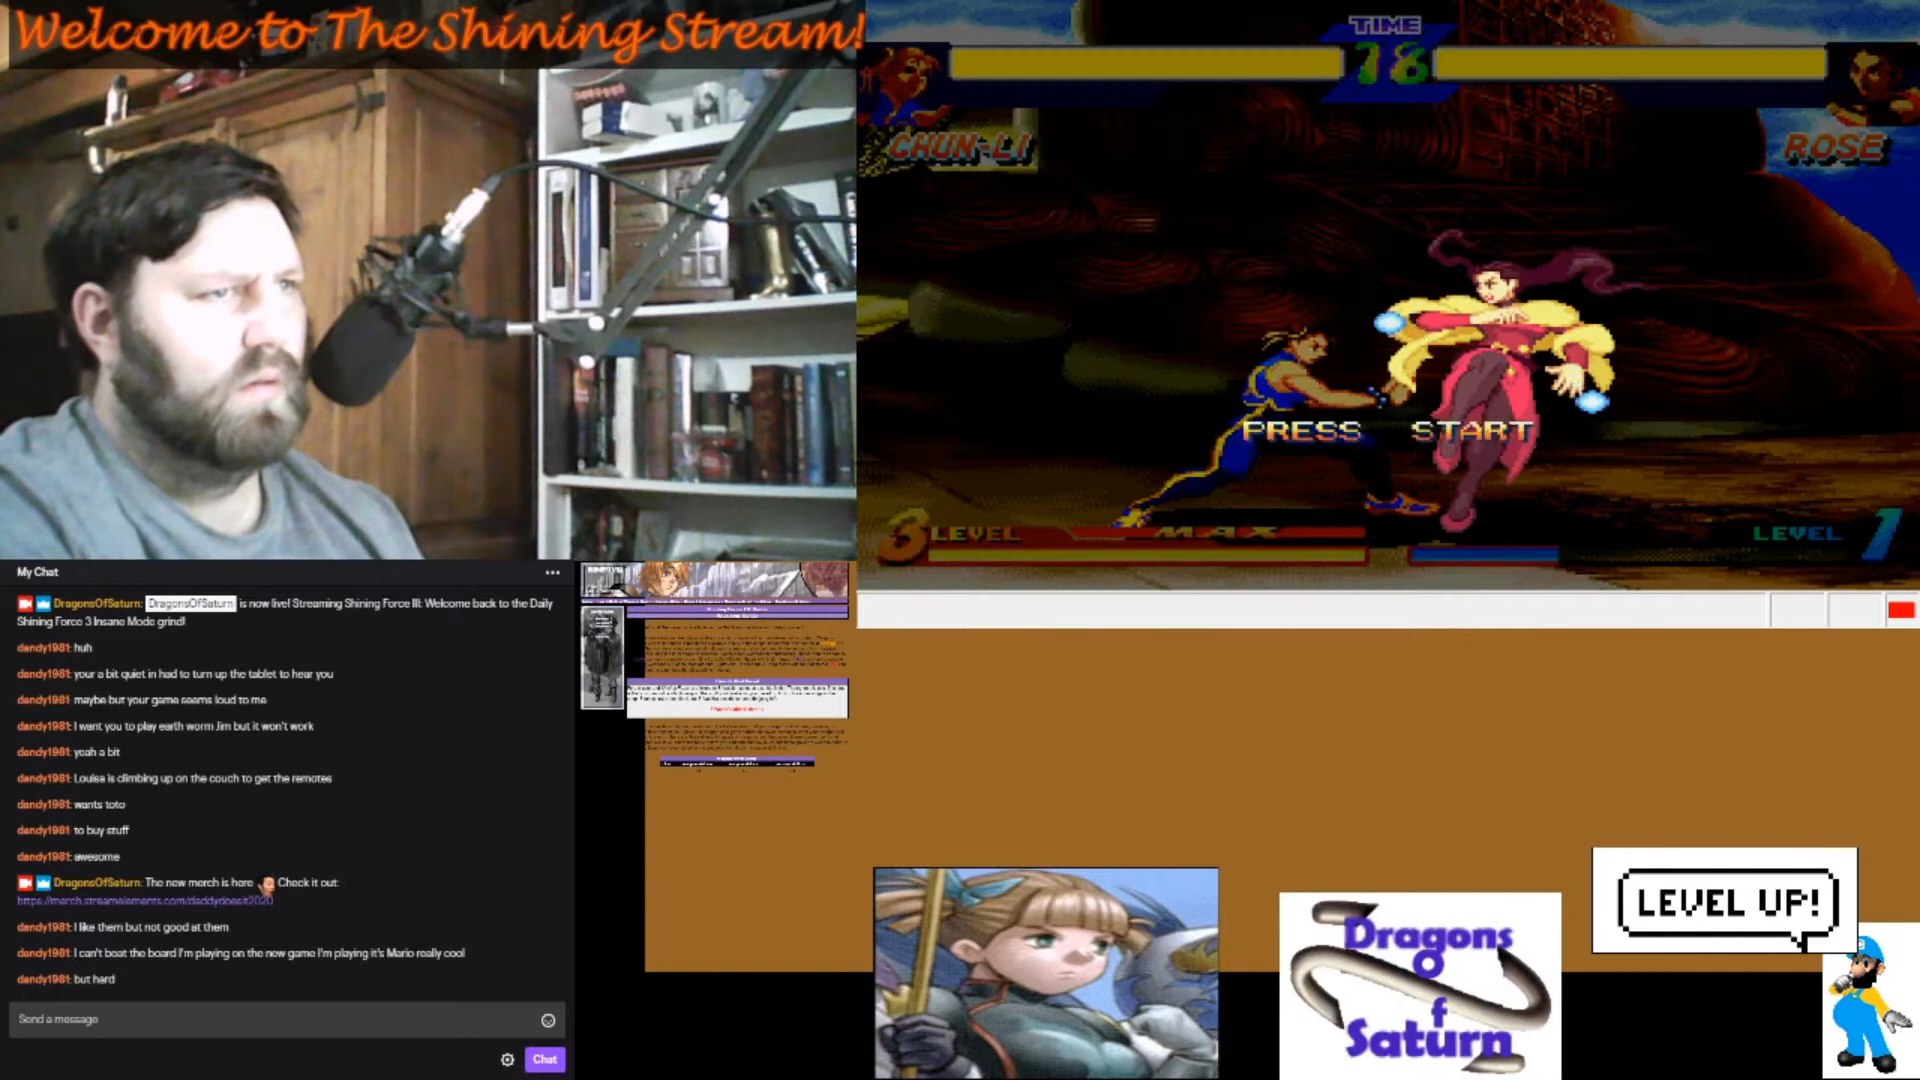 Welcome to The Shining Stream!
TIME
78
CHUN-LI
ROSE
PRESS START
3 LEVEL MAX
LEVEL 1
My Chat
DragonsOfSaturn: DragonsOfSaturn is now live! Streaming Shining Force III: Welcome back to the Daily
Shining Force 3 Insane Mode grind!
dandy1981: huh
dandy1981: your a bit quiet in had to turn up the tablet to hear you
dandy1981: maybe but your game seems loud to me
dandy1981: I want you to play earth worm Jim but it won't work
dandy1981: yeah a bit
dandy1981: Louisa is climbing up on the couch to get the remotes
dandy1981: wants toto
dandy1981: to buy stuff
dandy1981: awesome
DragonsOfSaturn: The new merch is here Check it out:
https://merch.streamelements.com/daddydoesit2020
dandy1981: I like them but not good at them
dandy1981: I can't beat the board I'm playing on the new game I'm playing it's Mario really cool
dandy1981: but hard
Send a message
Chat
Dragons
O
f
Saturn
LEVEL UP!